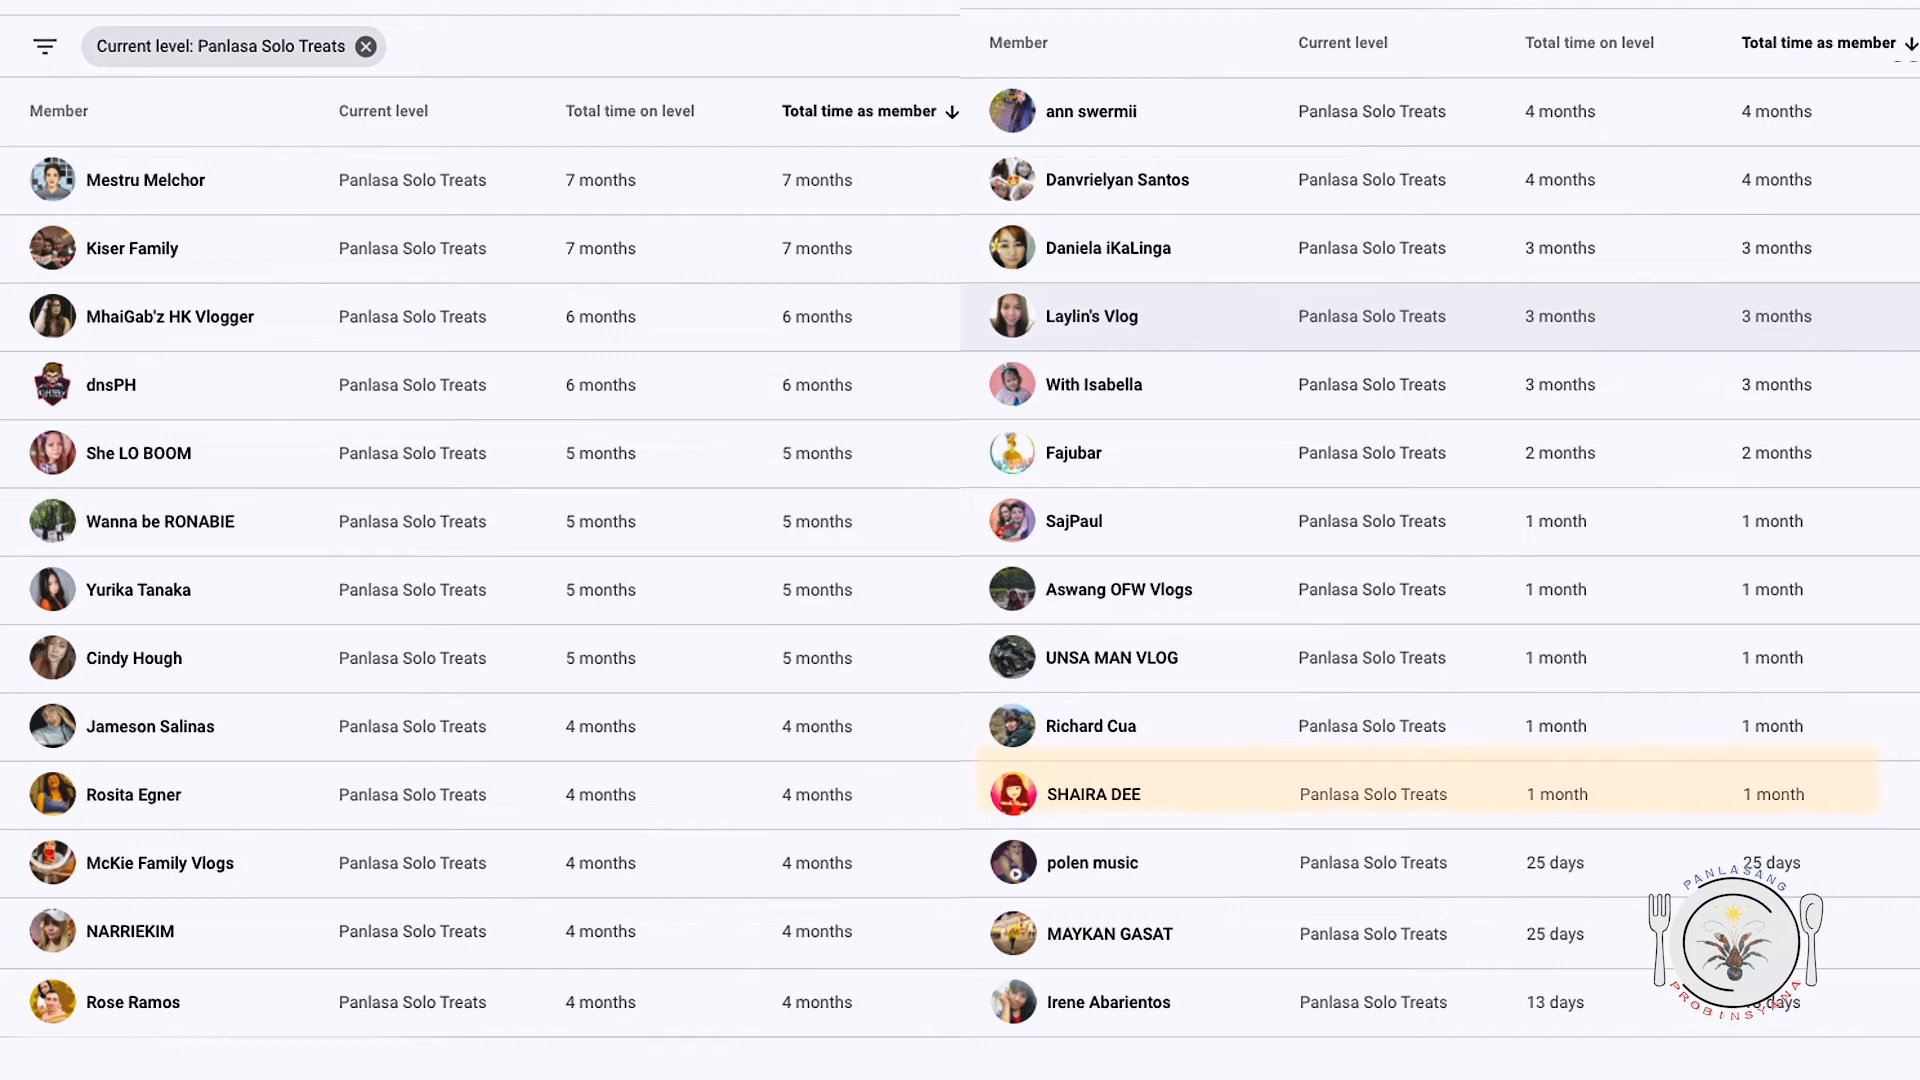 Current level: Panlasa Solo Treats
Member Current level Total time on level Total time as member
Mestru Melchor Panlasa Solo Treats 7 months 7 months
Kiser Family Panlasa Solo Treats 7 months 7 months
MhaiGab'z HK Vlogger Panlasa Solo Treats 6 months 6 months
dnsPH Panlasa Solo Treats 6 months 6 months
She LO BOOM Panlasa Solo Treats 5 months 5 months
Wanna be RONABIE Panlasa Solo Treats 5 months 5 months
Yurika Tanaka Panlasa Solo Treats 5 months 5 months
Cindy Hough Panlasa Solo Treats 5 months 5 months
Jameson Salinas Panlasa Solo Treats 4 months 4 months
Rosita Egner Panlasa Solo Treats 4 months 4 months
McKie Family Vlogs Panlasa Solo Treats 4 months 4 months
NARRIEKIM Panlasa Solo Treats 4 months 4 months
Rose Ramos Panlasa Solo Treats 4 months 4 months
Member Current level Total time on level Total time as member
ann swermii Panlasa Solo Treats 4 months 4 months
Danvrielyan Santos Panlasa Solo Treats 4 months 4 months
Daniela iKaLinga Panlasa Solo Treats 3 months 3 months
Laylin's Vlog Panlasa Solo Treats 3 months 3 months
With Isabella Panlasa Solo Treats 3 months 3 months
Fajubar Panlasa Solo Treats 2 months 2 months
SajPaul Panlasa Solo Treats 1 month 1 month
Aswang OFW Vlogs Panlasa Solo Treats 1 month 1 month
UNSA MAN VLOG Panlasa Solo Treats 1 month 1 month
Richard Cua Panlasa Solo Treats 1 month 1 month
SHAIRA DEE Panlasa Solo Treats 1 month 1 month
polen music Panlasa Solo Treats 25 days 25 days
MAYKAN GASAT Panlasa Solo Treats 25 days
Irene Abarientos Panlasa Solo Treats 13 days days
PANLASANG
PROBINSYANA